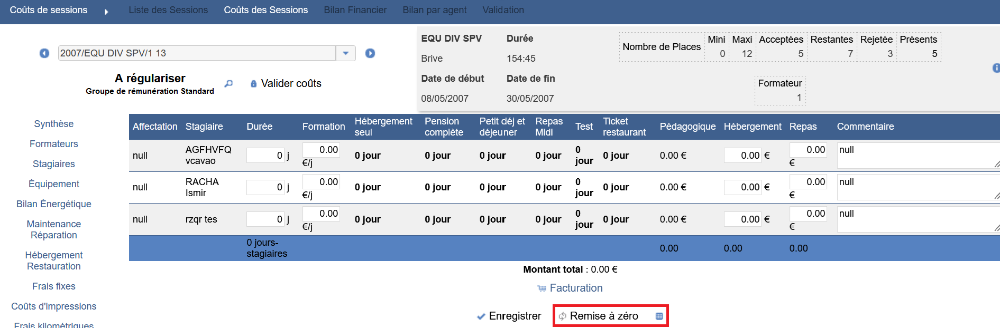 Coûts de sessions Liste des Sessions Coûts des Sessions Bilan Financier Bilan par agent Validation
2007/EQU DIV SPV/1 13
A régulariser
Groupe de rémunération Standard
Valider coûts
EQU DIV SPV Durée
Brive 154:45
Date de début Date de fin
08/05/2007 30/05/2007
Nombre de Places Mini Maxi Acceptées Restantes Rejetée Présents
0 12 5 7 3 5
Formateur
1
Synthèse
Formateurs
Stagiaires
Équipement
Bilan Énergétique
Maintenance
Réparation
Hébergement
Restauration
Frais fixes
Coûts d'impressions
Frais kilométriques
Affectation Stagiaire Durée Formation Hébergement seul Pension complète Petit déj et déjeuner Repas Midi Test Ticket restaurant Pédagogique Hébergement Repas Commentaire
null AGFHVFQ vcavao 0 j 0.00 €/j 0 jour 0 jour 0 jour 0 jour 0 jour 0 jour 0.00 € 0.00 € 0.00 € null
null RACHA Ismir 0 j 0.00 €/j 0 jour 0 jour 0 jour 0 jour 0 jour 0 jour 0.00 € 0.00 € 0.00 € null
null rzqr tes 0 j 0.00 €/j 0 jour 0 jour 0 jour 0 jour 0 jour 0 jour 0.00 € 0.00 € 0.00 € null
0 jours-stagiaires 0.00 0.00 0.00
Montant total : 0.00 €
Facturation
Enregistrer Remise à zéro